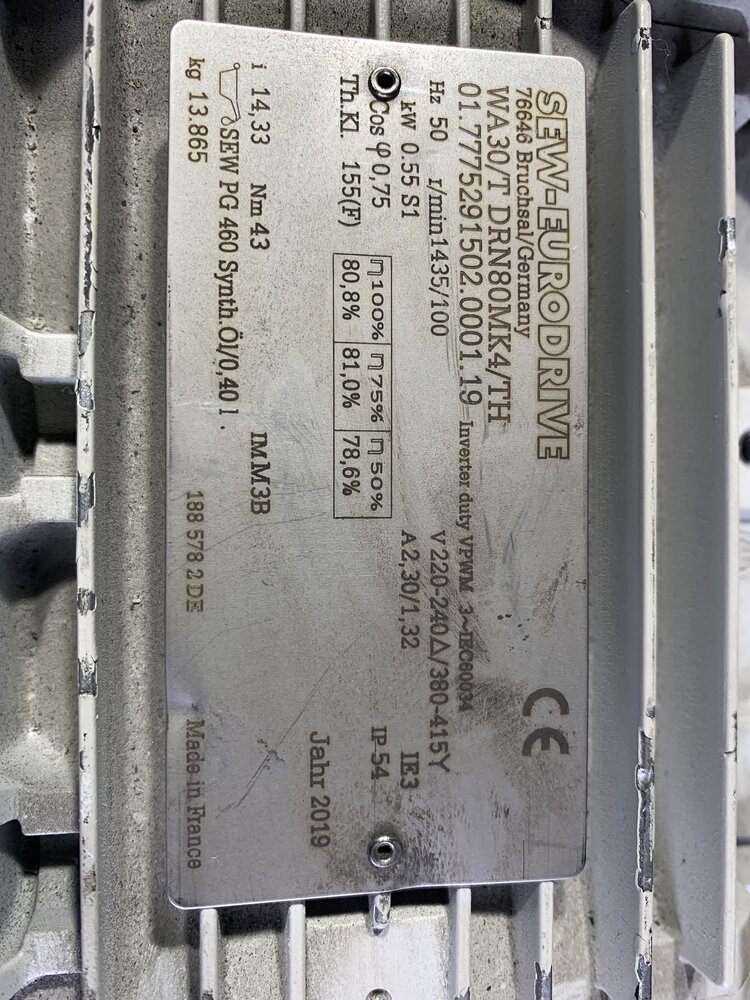 SEW-EURODRIVE CE
76646 Bruchsal/Germany
WA30/T DRN80MK4/TH
01.7775291502.0001.19 Inverter duty VPWM 3~IEC60034
Hz 50 r/min 1435/100 V 220-240Δ/380-415Y
kW 0.55 S1 A 2,30/1,32 IE3
Cos φ 0,75 η100% η75% η50% IP 54
Th.Kl. 155(F) 80,8% 81,0% 78,6%
Jahr 2019
i 14,33 Nm 43 IM M3B
SEW PG 460 Synth.Öl/0,40 l .
kg 13.865 188 578 2 DE Made in France